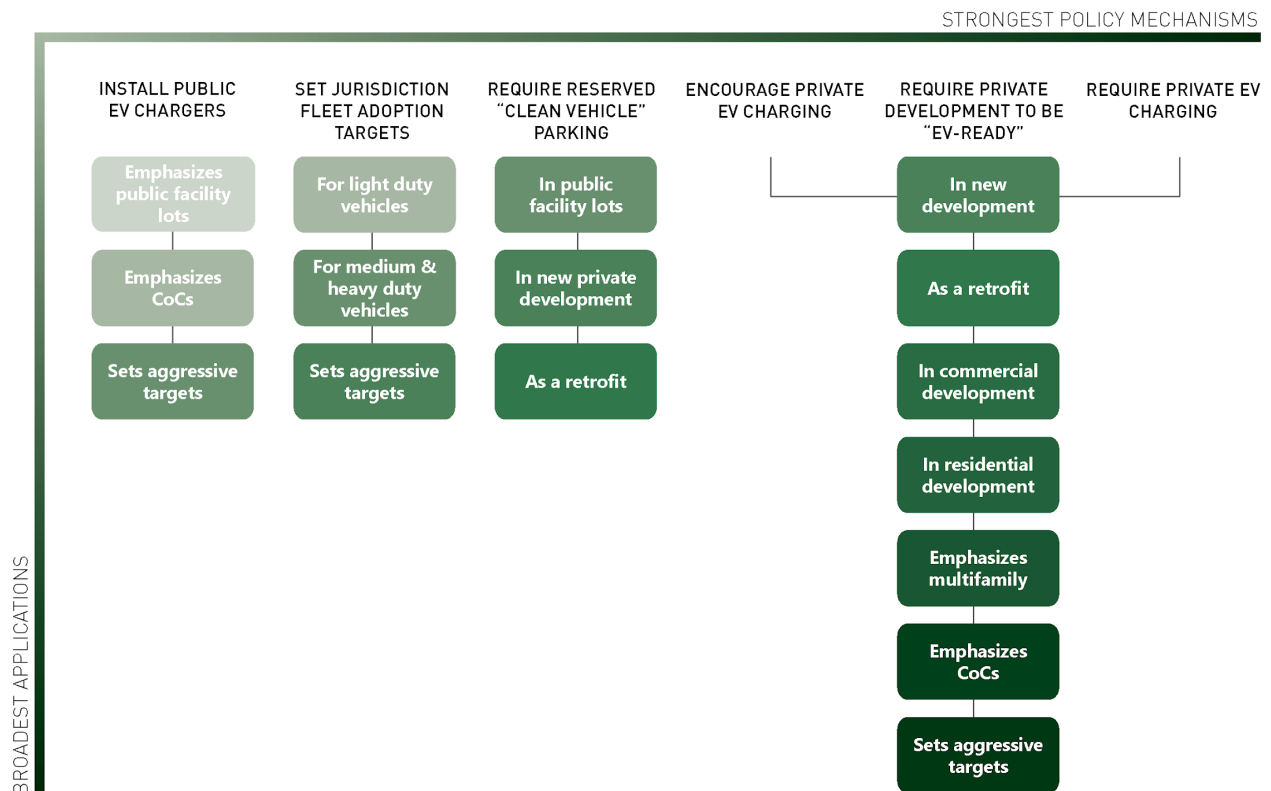 STRONGEST POLICY MECHANISMS
INSTALL PUBLIC
EV CHARGERS
SET JURISDICTION
FLEET ADOPTION
TARGETS
REQUIRE RESERVED
“CLEAN VEHICLE”
PARKING
ENCOURAGE PRIVATE
EV CHARGING
REQUIRE PRIVATE
DEVELOPMENT TO BE
“EV-READY”
REQUIRE PRIVATE EV
CHARGING
Emphasizes
public facility
lots
Emphasizes
CoCs
Sets aggressive
targets
For light duty
vehicles
For medium &
heavy duty
vehicles
Sets aggressive
targets
In public
facility lots
In new private
development
As a retrofit
In new
development
As a retrofit
In commercial
development
In residential
development
Emphasizes
multifamily
Emphasizes
CoCs
Sets aggressive
targets
BROADEST APPLICATIONS